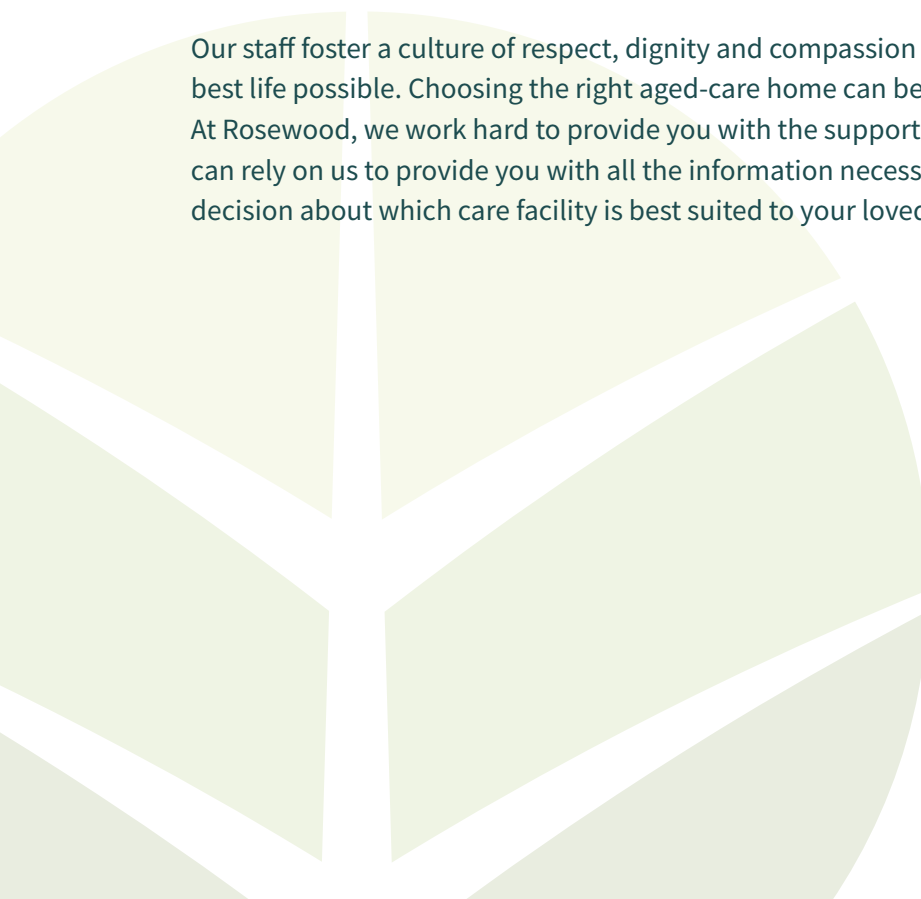 Our staff foster a culture of respect, dignity and compassion
best life possible. Choosing the right aged-care home can be
At Rosewood, we work hard to provide you with the support
can rely on us to provide you with all the information necess
decision about which care facility is best suited to your loved